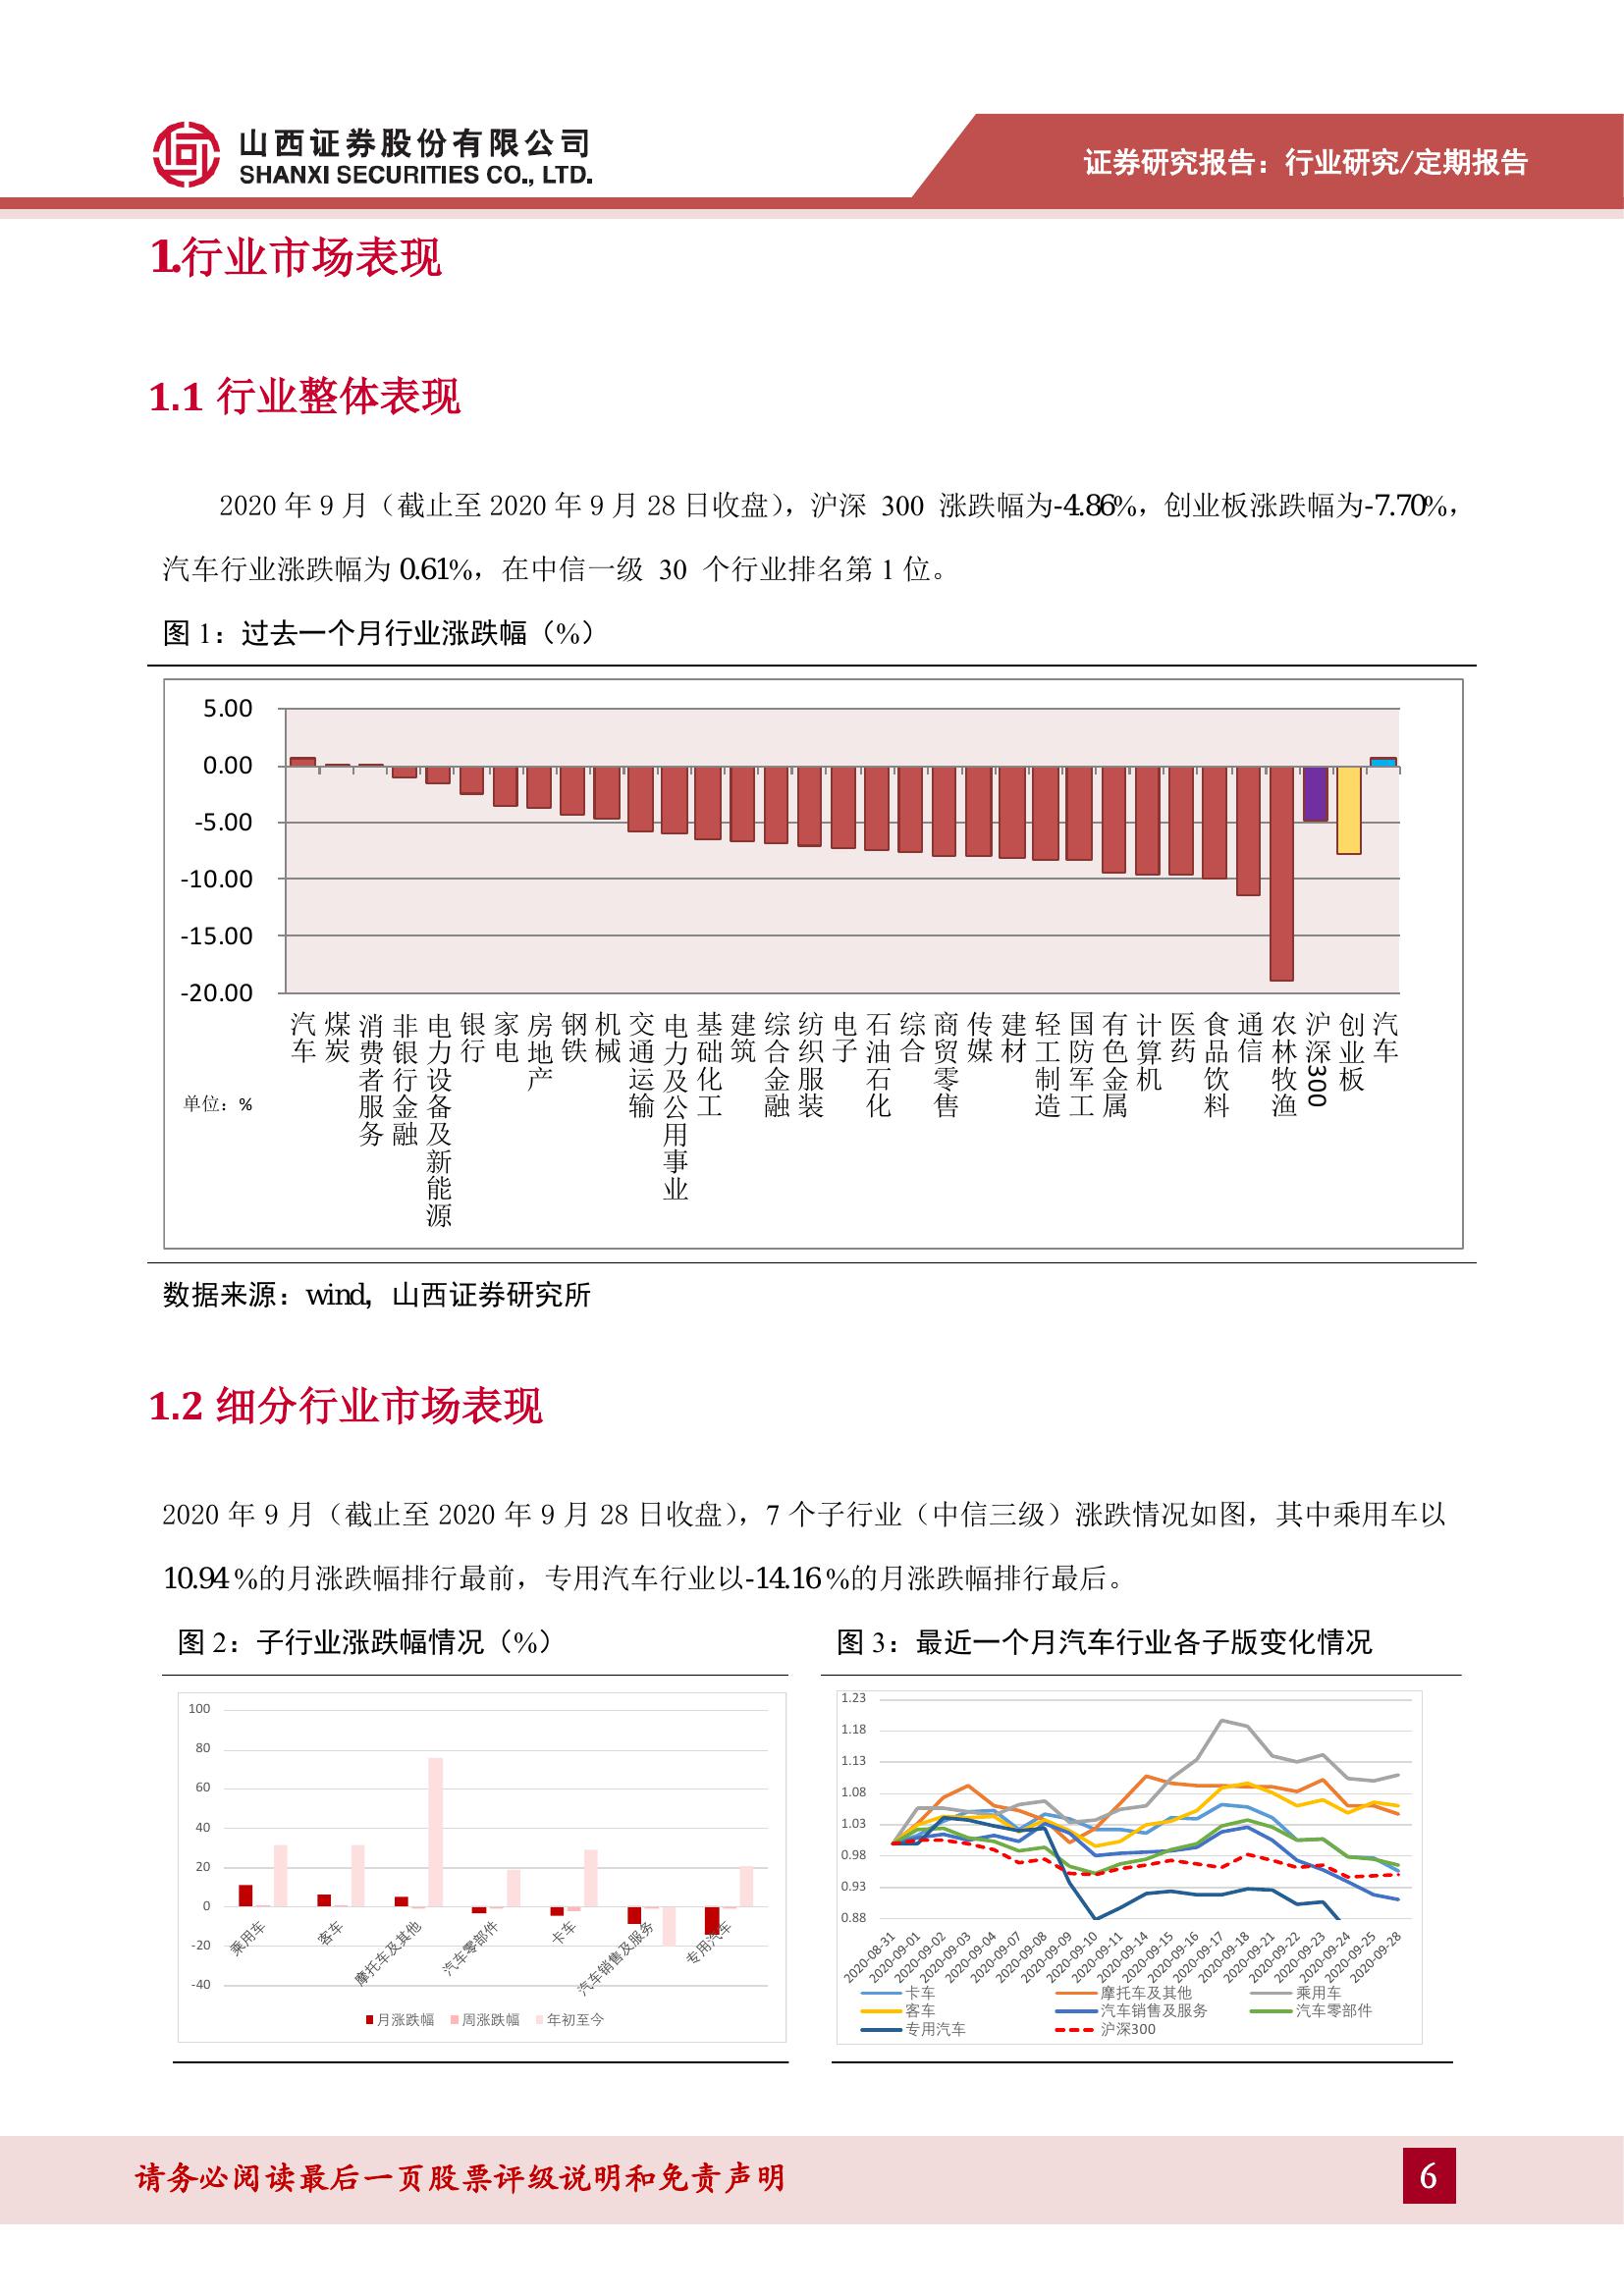 山西证券股份有限公司
SHANXI SECURITIES CO., LTD.
证券研究报告：行业研究/定期报告
1.行业市场表现
1.1 行业整体表现
2020 年 9 月（截止至 2020 年 9 月 28 日收盘），沪深 300 涨跌幅为-4.86%，创业板涨跌幅为-7.70%，
汽车行业涨跌幅为 0.61%，在中信一级 30 个行业排名第 1 位。
图 1：过去一个月行业涨跌幅（%）
5.00
0.00
-5.00
-10.00
-15.00
-20.00
单位：%
汽车
煤炭
消费者服务
非银行金融
电力设备及新能源
银行
家电
房地产
钢铁
机械
交通运输
电力及公用事业
基础化工
建筑
综合金融
纺织服装
电子
石油石化
综合
商贸零售
传媒
建材
轻工制造
国防军工
有色金属
计算机
医药
食品饮料
通信
农林牧渔
沪深300
创业板
汽车
数据来源：wind，山西证券研究所
1.2 细分行业市场表现
2020 年 9 月（截止至 2020 年 9 月 28 日收盘），7 个子行业（中信三级）涨跌情况如图，其中乘用车以
10.94 %的月涨跌幅排行最前，专用汽车行业以-14.16 %的月涨跌幅排行最后。
图 2：子行业涨跌幅情况（%）
100
80
60
40
20
0
-20
-40
乘用车
客车
摩托车及其他
汽车零部件
卡车
汽车销售及服务
专用汽车
月涨跌幅 周涨跌幅 年初至今
图 3：最近一个月汽车行业各子版变化情况
1.23
1.18
1.13
1.08
1.03
0.98
0.93
0.88
2020-08-31
2020-09-01
2020-09-02
2020-09-03
2020-09-04
2020-09-07
2020-09-08
2020-09-09
2020-09-10
2020-09-11
2020-09-14
2020-09-15
2020-09-16
2020-09-17
2020-09-18
2020-09-21
2020-09-22
2020-09-23
2020-09-24
2020-09-25
2020-09-28
卡车 摩托车及其他 乘用车
客车 汽车销售及服务 汽车零部件
专用汽车 沪深300
请务必阅读最后一页股票评级说明和免责声明
6